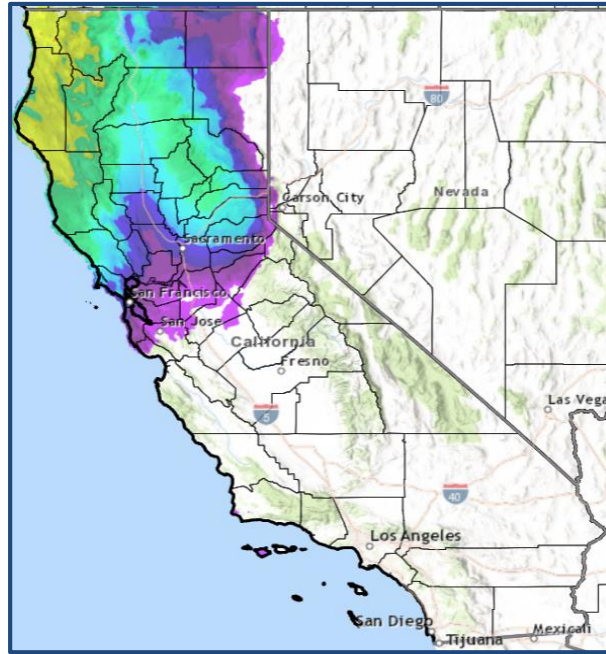 80
Carson City
Nevada
Sacramento
San Francisco
San Jose
California
Fresno
Las Vega
5
40
Los Angeles
San Diego
Tijuana
Mexicali